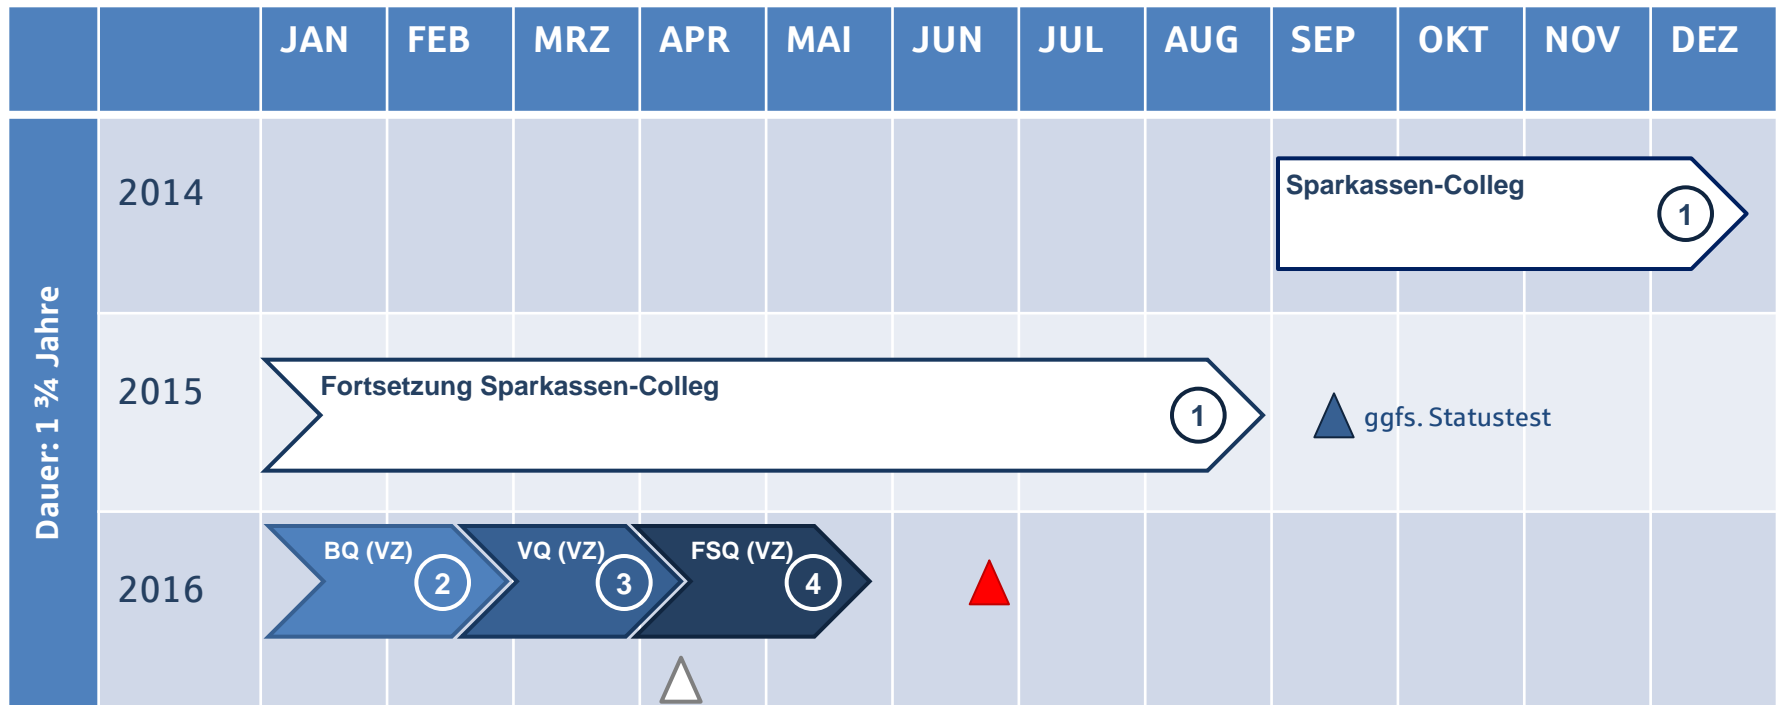 JAN FEB MRZ APR MAI JUN JUL AUG SEP OKT NOV DEZ
Dauer: 1 ¾ Jahre
2014
Sparkassen-Colleg
1
2015
Fortsetzung Sparkassen-Colleg
1
ggfs. Statustest
2016
BQ (VZ)
2
VQ (VZ)
3
FSQ (VZ)
4